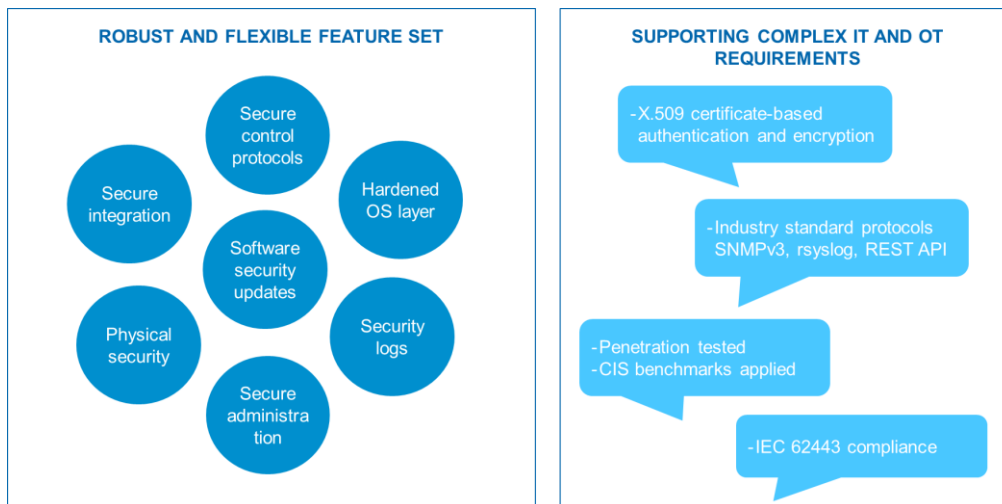 ROBUST AND FLEXIBLE FEATURE SET
Secure
control
protocols
Secure
integration
Hardened
OS layer
Software
security
updates
Physical
security
Security
logs
Secure
administra
tion
SUPPORTING COMPLEX IT AND OT
REQUIREMENTS
-X.509 certificate-based
authentication and encryption
-Industry standard protocols
SNMPv3, rsyslog, REST API
-Penetration tested
-CIS benchmarks applied
-IEC 62443 compliance